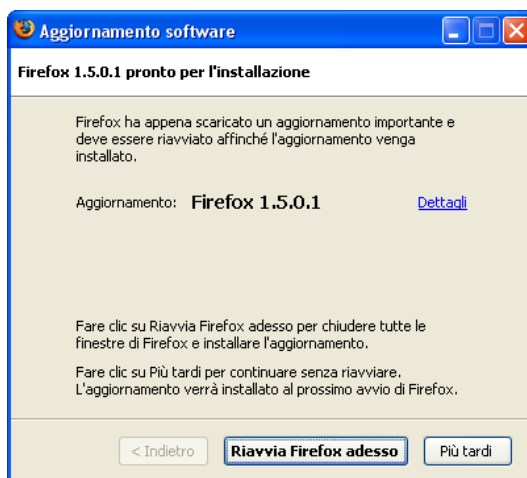 Aggiornamento software
Firefox 1.5.0.1 pronto per l'installazione
Firefox ha appena scaricato un aggiornamento importante e
deve essere riavviato affinché l'aggiornamento venga
installato.
Aggiornamento: Firefox 1.5.0.1 Dettagli
Fare clic su Riavvia Firefox adesso per chiudere tutte le
finestre di Firefox e installare l'aggiornamento.
Fare clic su Più tardi per continuare senza riavviare.
L'aggiornamento verrà installato al prossimo avvio di Firefox.
< Indietro Riavvia Firefox adesso Più tardi